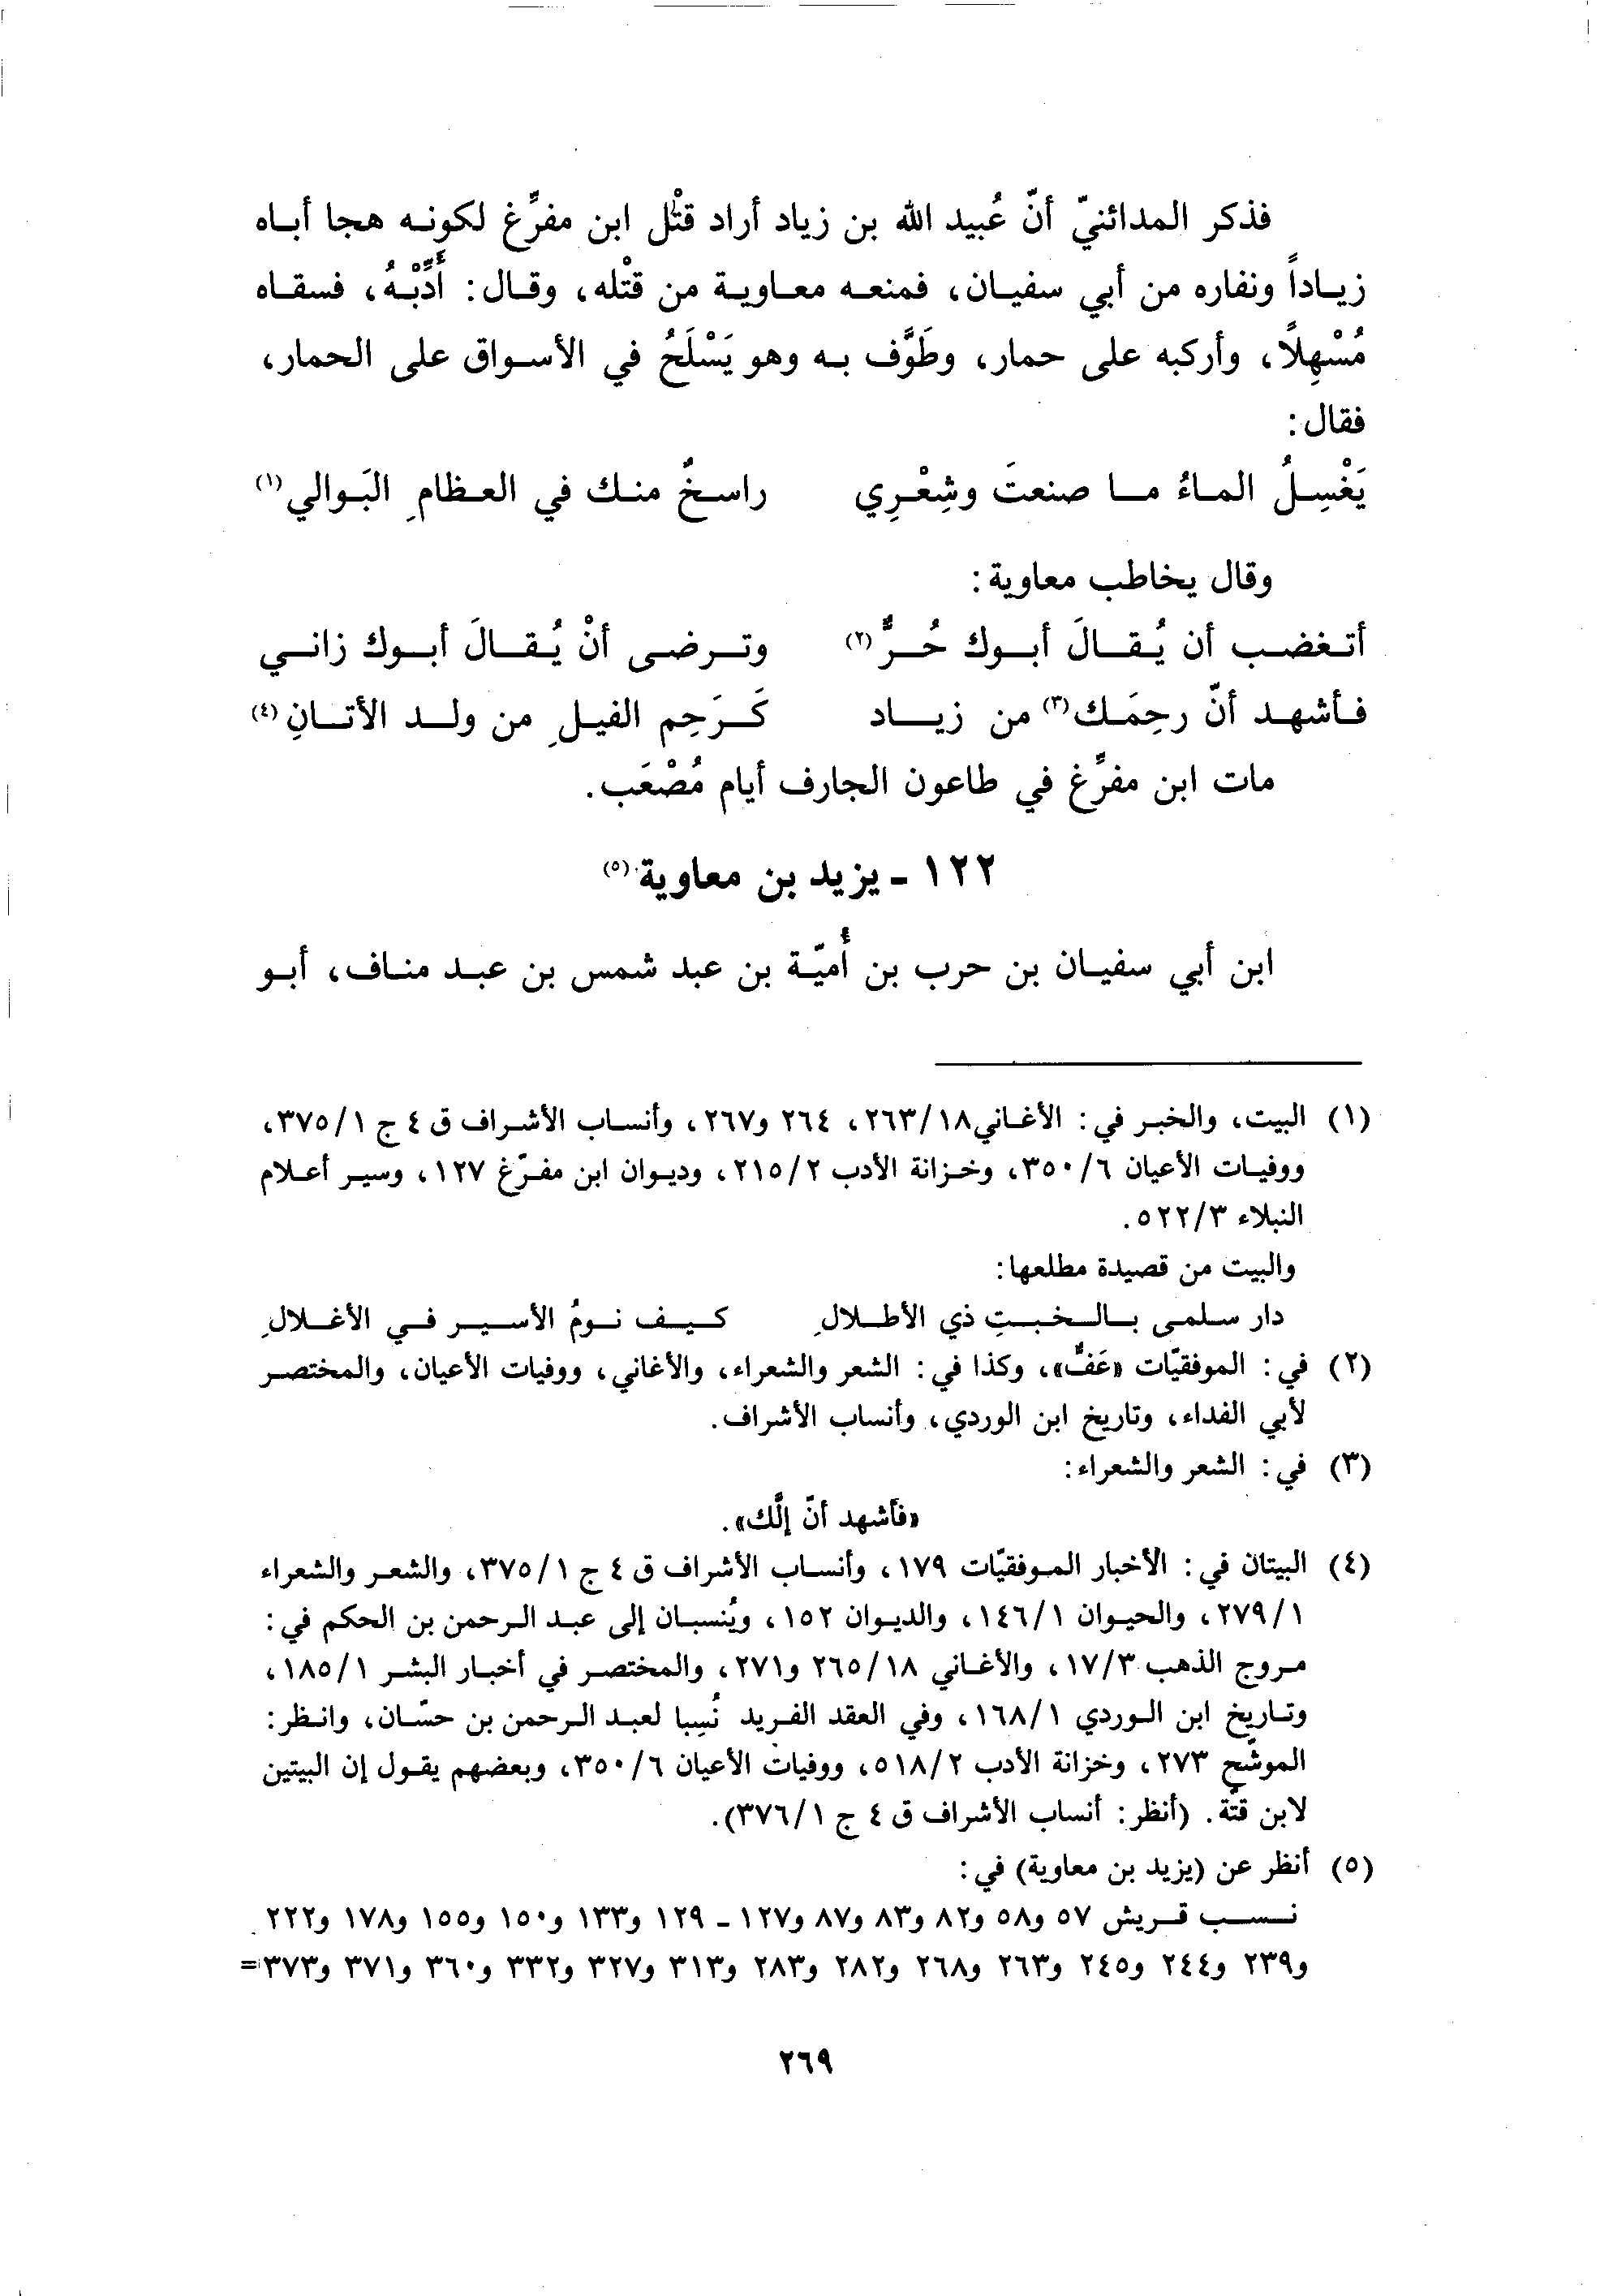 فذكر المدائنيّ أنّ عُبيد الله بن زياد أراد قتْل ابن مفرِّغ لكونه هجا أباه
زياداً ونفاره من أبي سفيان، فمنعه معاوية من قتْله، وقال: أَدِّبْهُ، فسقاه
مُسْهِلاً، وأركبه على حمار، وطَوَّف به وهو يَسْلَحُ في الأسواق على الحمار،
فقال:
يَغْسِلُ الماءُ ما صنعتَ وشِعْرِي راسخٌ منك في العظامِ البَوالي(١)
وقال يخاطب معاوية:
أتغضب أن يُقالَ أبوك حُرٌّ(٢) وترضى أنْ يُقالَ أبوك زاني
فأشهد أنّ رحِمَك(٣) من زياد كَرَحِم الفيلِ من ولد الأتانِ(٤)
مات ابن مفرِّغ في طاعون الجارف أيام مُصْعَب.
١٢٢ - يزيد بن معاوية(٥)
ابن أبي سفيان بن حرب بن أُميّة بن عبد شمس بن عبد مناف، أبو
(١) البيت، والخبر في: الأغاني ٢٦٣/١٨، ٢٦٤ و٢٦٧، وأنساب الأشراف ق ٤ ج ٣٧٥/١،
ووفيات الأعيان ٣٥٠/٦، وخزانة الأدب ٢١٥/٢، وديوان ابن مفرّغ ١٢٧، وسير أعلام
النبلاء ٥٢٢/٣.
والبيت من قصيدة مطلعها:
دار سلمى بالخبتِ ذي الأطلالِ كيف نومُ الأسير في الأغلالِ
(٢) في: الموفقيّات «عَفٌّ»، وكذا في: الشعر والشعراء، والأغاني، ووفيات الأعيان، والمختصر
لأبي الفداء، وتاريخ ابن الوردي، وأنساب الأشراف.
(٣) في: الشعر والشعراء:
«فأشهد أنّ إلَّك».
(٤) البيتان في: الأخبار الموفقيّات ١٧٩، وأنساب الأشراف ق ٤ ج ٣٧٥/١، والشعر والشعراء
٢٧٩/١، والحيوان ١٤٦/١، والديوان ١٥٢، ويُنسبان إلى عبد الرحمن بن الحكم في:
مروج الذهب ١٧/٣، والأغاني ٢٦٥/١٨ و٢٧١، والمختصر في أخبار البشر ١٨٥/١،
وتاريخ ابن الوردي ١٦٨/١، وفي العقد الفريد نُسِبا لعبد الرحمن بن حسّان، وانظر:
الموشّح ٢٧٣، وخزانة الأدب ٥١٨/٢، ووفيات الأعيان ٣٥٠/٦، وبعضهم يقول إن البيتين
لابن قتّة. (أنظر: أنساب الأشراف ق ٤ ج ٣٧٦/١).
(٥) أنظر عن (يزيد بن معاوية) في:
نسب قريش ٥٧ و٥٨ و٨٢ و٨٣ و٨٧ و١٢٧ - ١٢٩ و١٣٣ و١٥٠ و١٥٥ و١٧٨ و٢٢٢
و٢٣٩ و٢٤٤ و٢٤٥ و٢٦٣ و٢٦٨ و٢٨٢ و٢٨٣ و٣١٣ و٣٢٧ و٣٣٢ و٣٦٠ و٣٧١ و٣٧٣=
٢٦٩